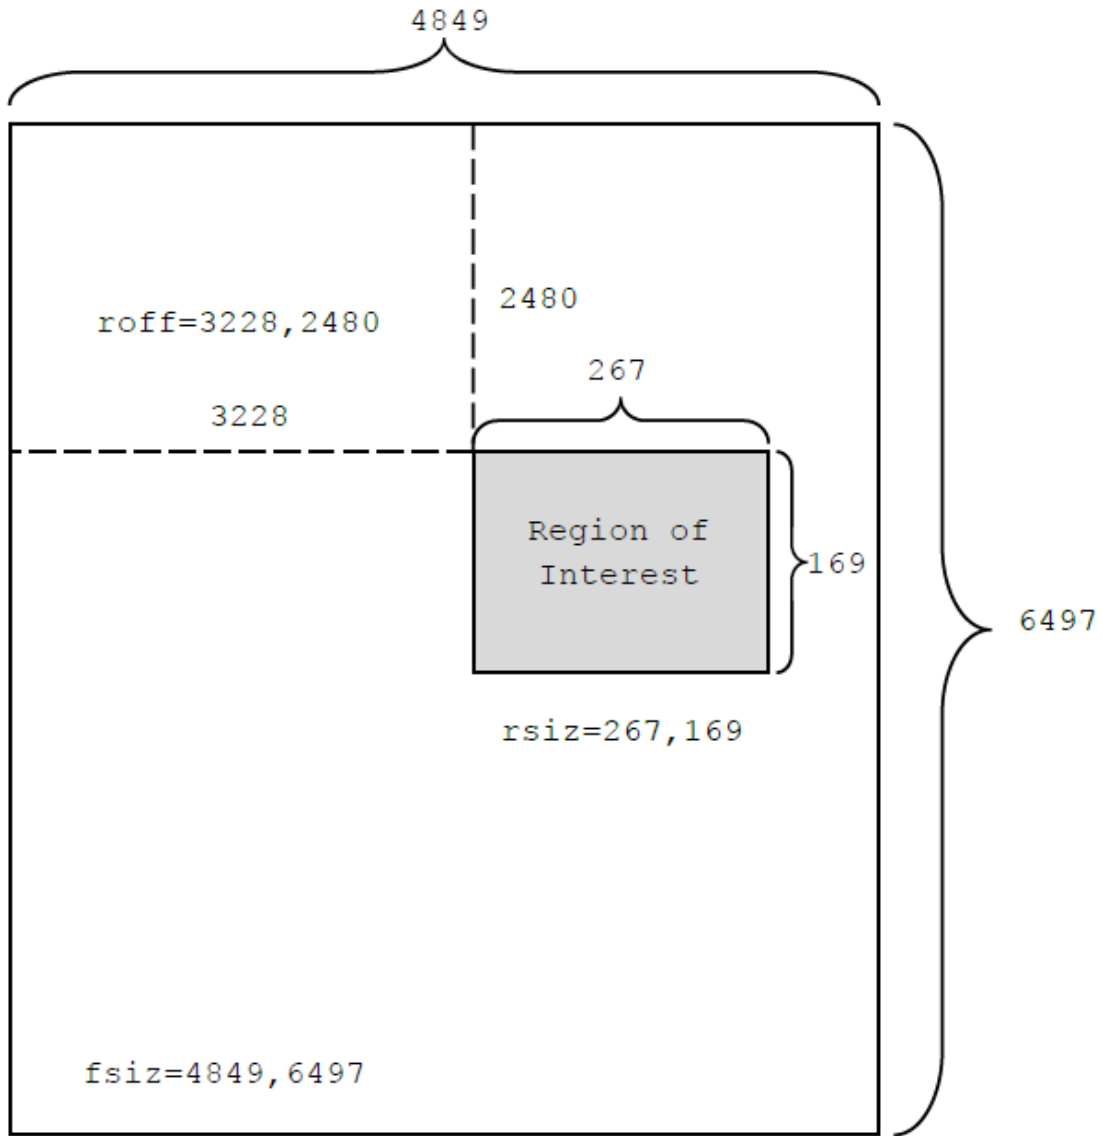 4849
2480
roff=3228,2480
267
3228
Region of
Interest
169
6497
rsiz=267,169
fsiz=4849,6497